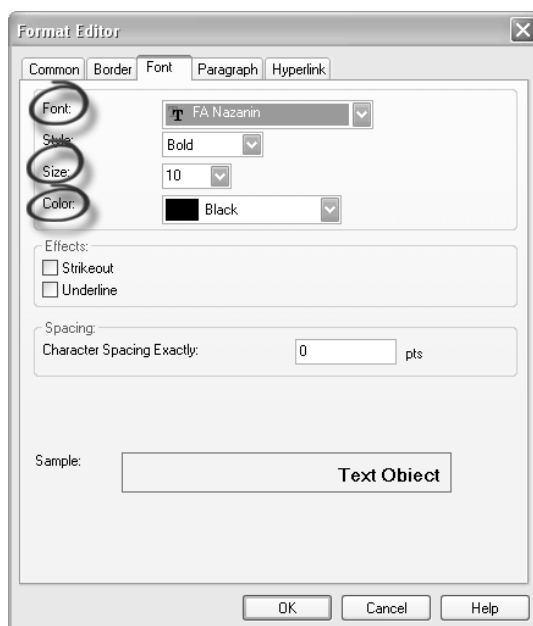 Format Editor
Common Border Font Paragraph Hyperlink
Font: FA Nazanin
Style: Bold
Size: 10
Color: Black
Effects:
Strikeout
Underline
Spacing:
Character Spacing Exactly: 0 pts
Sample: Text Object
OK Cancel Help